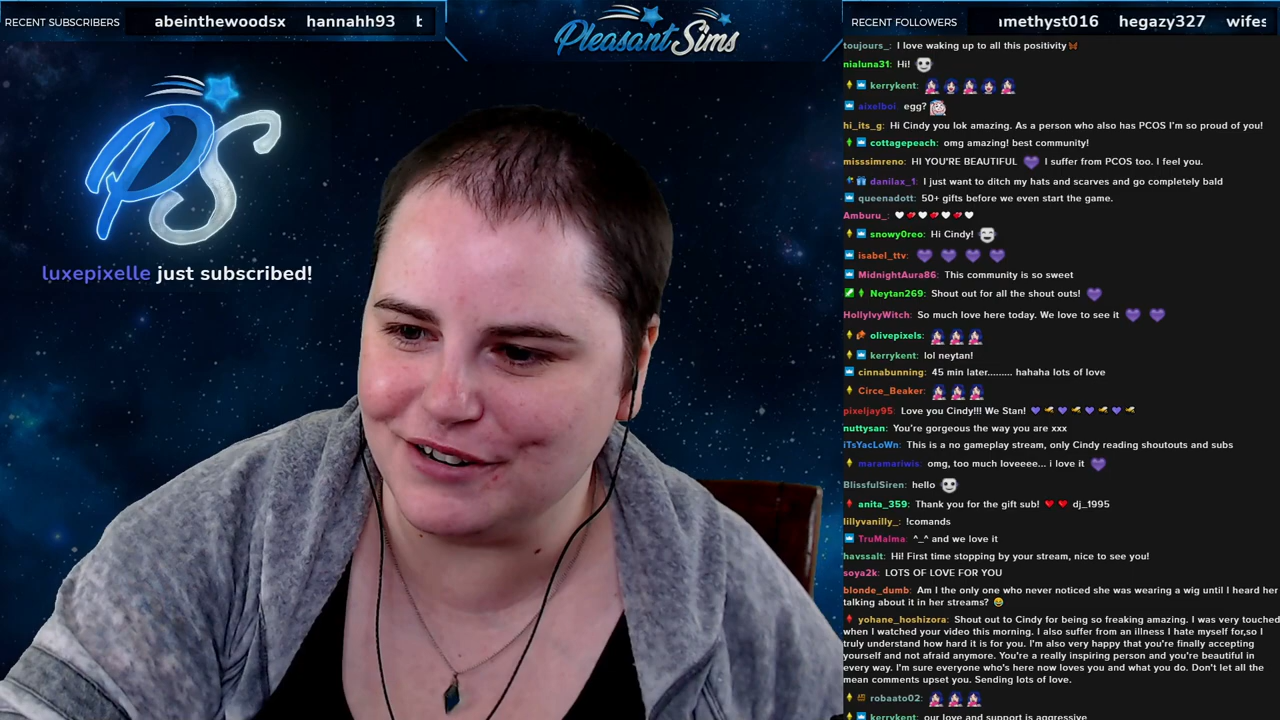 RECENT SUBSCRIBERS abeinthewoodsx hannahh93
PleasantSims
RECENT FOLLOWERS methyst016 hegazy327 wifes
PS
luxepixelle just subscribed!
toujours_: I love waking up to all this positivity
nialuna31: Hi!
kerrykent:
aixelboi: egg?
hi_its_g: Hi Cindy you lok amazing. As a person who also has PCOS I'm so proud of you!
cottagepeach: omg amazing! best community!
misssimreno: HI YOU'RE BEAUTIFUL I suffer from PCOS too. I feel you.
danilax_1: I just want to ditch my hats and scarves and go completely bald
queenadott: 50+ gifts before we even start the game.
Amburu_:
snowy0reo: Hi Cindy!
isabel_ttv:
MidnightAura86: This community is so sweet
Neytan269: Shout out for all the shout outs!
HollyIvyWitch: So much love here today. We love to see it
olivepixels:
kerrykent: lol neytan!
cinnabunning: 45 min later......... hahaha lots of love
Circe_Beaker:
pixeljay95: Love you Cindy!!! We Stan!
nuttysan: You're gorgeous the way you are xxx
iTsYacLoWn: This is a no gameplay stream, only Cindy reading shoutouts and subs
maramariwis: omg, too much loveeee... i love it
BlissfulSiren: hello
anita_359: Thank you for the gift sub! dj_1995
lillyvanilly_: !comands
TruMalma: ^_^ and we love it
havssalt: Hi! First time stopping by your stream, nice to see you!
soya2k: LOTS OF LOVE FOR YOU
blonde_dumb: Am I the only one who never noticed she was wearing a wig until I heard her
talking about it in her streams?
yohane_hoshizora: Shout out to Cindy for being so freaking amazing. I was very touched
when I watched your video this morning. I also suffer from an illness I hate myself for,so I
truly understand how hard it is for you. I'm also very happy that you're finally accepting
yourself and not afraid anymore. You're a really inspiring person and you're beautiful in
every way. I'm sure everyone who's here now loves you and what you do. Don't let all the
mean comments upset you. Sending lots of love.
robaato02:
kerrykent: our love and support is aggressive